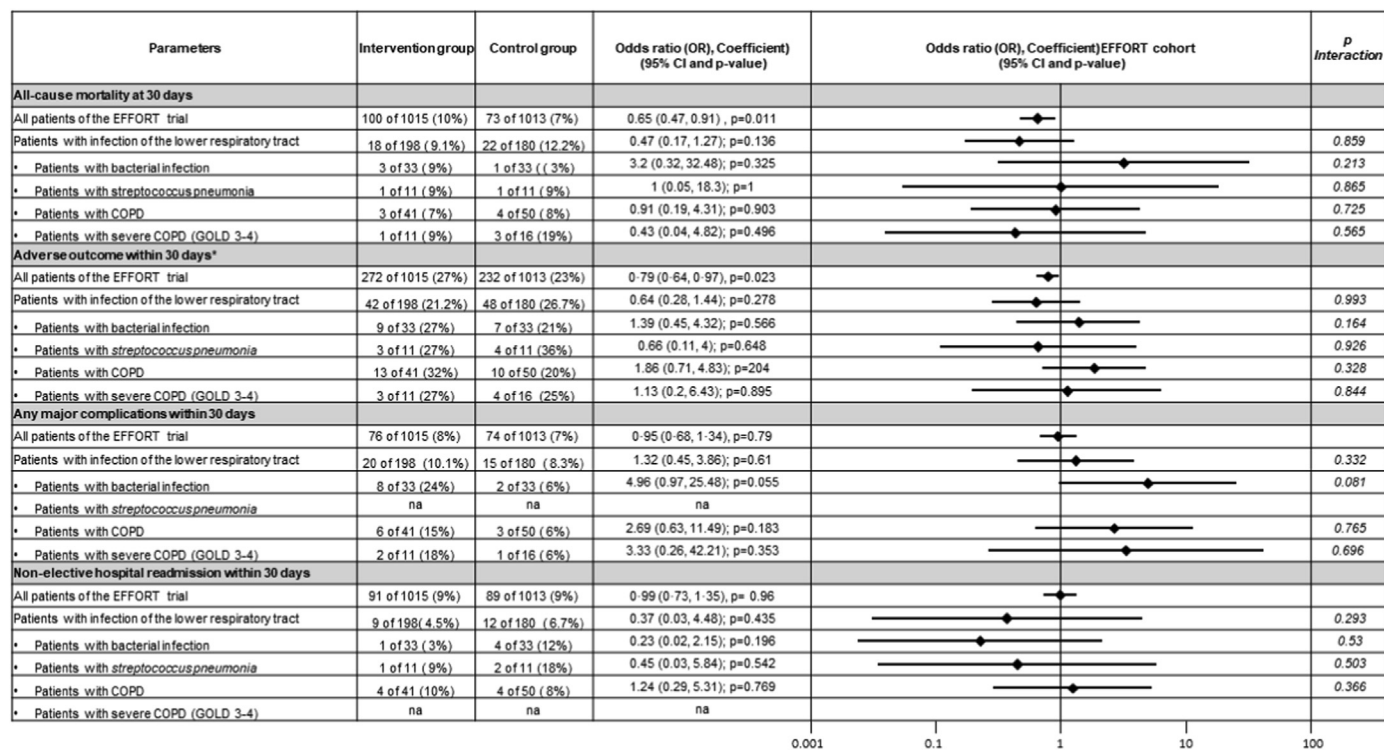 Parameters Intervention group Control group Odds ratio (OR), Coefficient) Odds ratio (OR), Coefficient)EFFORT cohort p
(95% CI and p-value) (95% CI and p-value) Interaction
All-cause mortality at 30 days
All patients of the EFFORT trial 100 of 1015 (10%) 73 of 1013 (7%) 0.65 (0.47, 0.91) , p=0.011
Patients with infection of the lower respiratory tract 18 of 198 (9.1%) 22 of 180 (12.2%) 0.47 (0.17, 1.27); p=0.136 0.859
• Patients with bacterial infection 3 of 33 (9%) 1 of 33 (( 3%) 3.2 (0.32, 32.48); p=0.325 0.213
• Patients with streptococcus pneumonia 1 of 11 (9%) 1 of 11 (9%) 1 (0.05, 18.3); p=1 0.865
• Patients with COPD 3 of 41 (7%) 4 of 50 (8%) 0.91 (0.19, 4.31); p=0.903 0.725
• Patients with severe COPD (GOLD 3-4) 1 of 11 (9%) 3 of 16 (19%) 0.43 (0.04, 4.82); p=0.496 0.565
Adverse outcome within 30 days*
All patients of the EFFORT trial 272 of 1015 (27%) 232 of 1013 (23%) 0·79 (0·64, 0·97), p=0.023
Patients with infection of the lower respiratory tract 42 of 198 (21.2%) 48 of 180 (26.7%) 0.64 (0.28, 1.44); p=0.278 0.993
• Patients with bacterial infection 9 of 33 (27%) 7 of 33 (21%) 1.39 (0.45, 4.32); p=0.566 0.164
• Patients with streptococcus pneumonia 3 of 11 (27%) 4 of 11 (36%) 0.66 (0.11, 4); p=0.648 0.926
• Patients with COPD 13 of 41 (32%) 10 of 50 (20%) 1.86 (0.71, 4.83); p=204 0.328
• Patients with severe COPD (GOLD 3-4) 3 of 11 (27%) 4 of 16 (25%) 1.13 (0.2, 6.43); p=0.895 0.844
Any major complications within 30 days
All patients of the EFFORT trial 76 of 1015 (8%) 74 of 1013 (7%) 0·95 (0·68, 1·34), p=0.79
Patients with infection of the lower respiratory tract 20 of 198 (10.1%) 15 of 180 (8.3%) 1.32 (0.45, 3.86); p=0.61 0.332
• Patients with bacterial infection 8 of 33 (24%) 2 of 33 (6%) 4.96 (0.97, 25.48); p=0.055 0.081
• Patients with streptococcus pneumonia na na na
• Patients with COPD 6 of 41 (15%) 3 of 50 (6%) 2.69 (0.63, 11.49); p=0.183 0.765
• Patients with severe COPD (GOLD 3-4) 2 of 11 (18%) 1 of 16 (6%) 3.33 (0.26, 42.21); p=0.353 0.696
Non-elective hospital readmission within 30 days
All patients of the EFFORT trial 91 of 1015 (9%) 89 of 1013 (9%) 0·99 (0·73, 1·35), p= 0.96
Patients with infection of the lower respiratory tract 9 of 198( 4.5%) 12 of 180 (6.7%) 0.37 (0.03, 4.48); p=0.435 0.293
• Patients with bacterial infection 1 of 33 (3%) 4 of 33 (12%) 0.23 (0.02, 2.15); p=0.196 0.53
• Patients with streptococcus pneumonia 1 of 11 (9%) 2 of 11 (18%) 0.45 (0.03, 5.84); p=0.542 0.503
• Patients with COPD 4 of 41 (10%) 4 of 50 (8%) 1.24 (0.29, 5.31); p=0.769 0.366
• Patients with severe COPD (GOLD 3-4) na na na
0.001 0.1 1 10 100